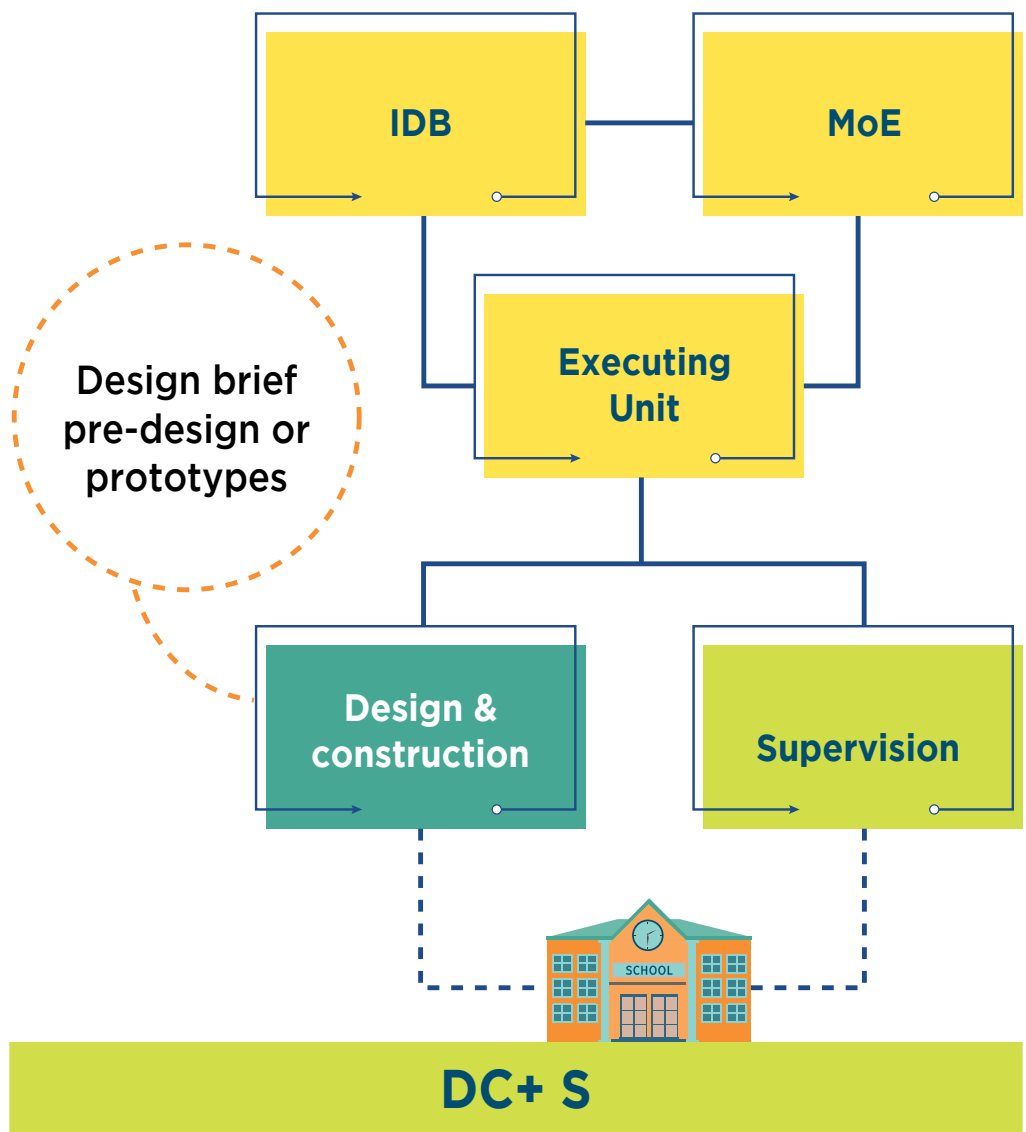 IDB
MoE
Executing
Unit
Design brief
pre-design or
prototypes
Design &
construction
Supervision
SCHOOL
DC+ S